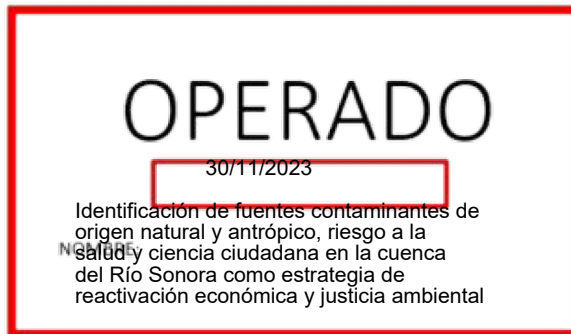 OPERADO
30/11/2023
Identificación de fuentes contaminantes de
origen natural y antrópico, riesgo a la
NOMBRE:
salud y ciencia ciudadana en la cuenca
del Río Sonora como estrategia de
reactivación económica y justicia ambiental